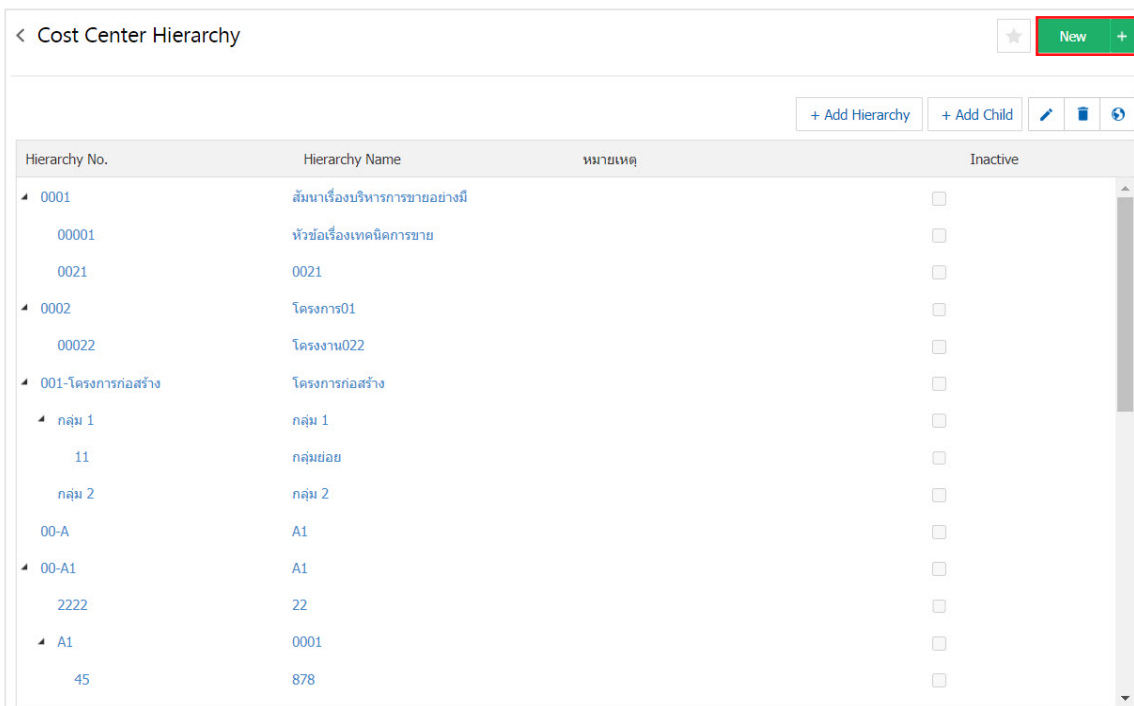 Cost Center Hierarchy
New +
+ Add Hierarchy + Add Child
Hierarchy No. Hierarchy Name หมายเหตุ Inactive
0001 สัมนาเรื่องบริหารการขายอย่างมื
00001 หัวข้อเรื่องเทคนิคการขาย
0021 0021
0002 โครงการ01
00022 โครงงาน022
001-โครงการก่อสร้าง โครงการก่อสร้าง
กลุ่ม 1 กลุ่ม 1
11 กลุ่มย่อย
กลุ่ม 2 กลุ่ม 2
00-A A1
00-A1 A1
2222 22
A1 0001
45 878